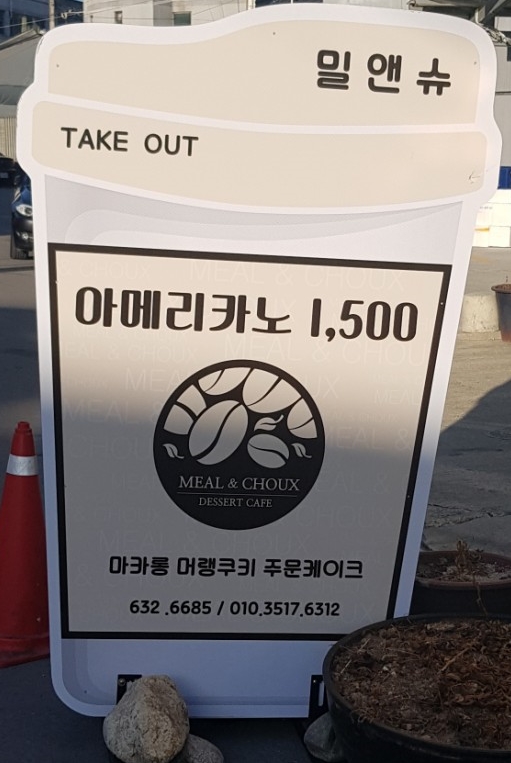 밀앤슈
TAKE OUT
아메리카노 1,500
MEAL & CHOUX
DESSERT CAFE
마카롱 머랭쿠키 주문케이크
632.6685 / 010.3517.6312